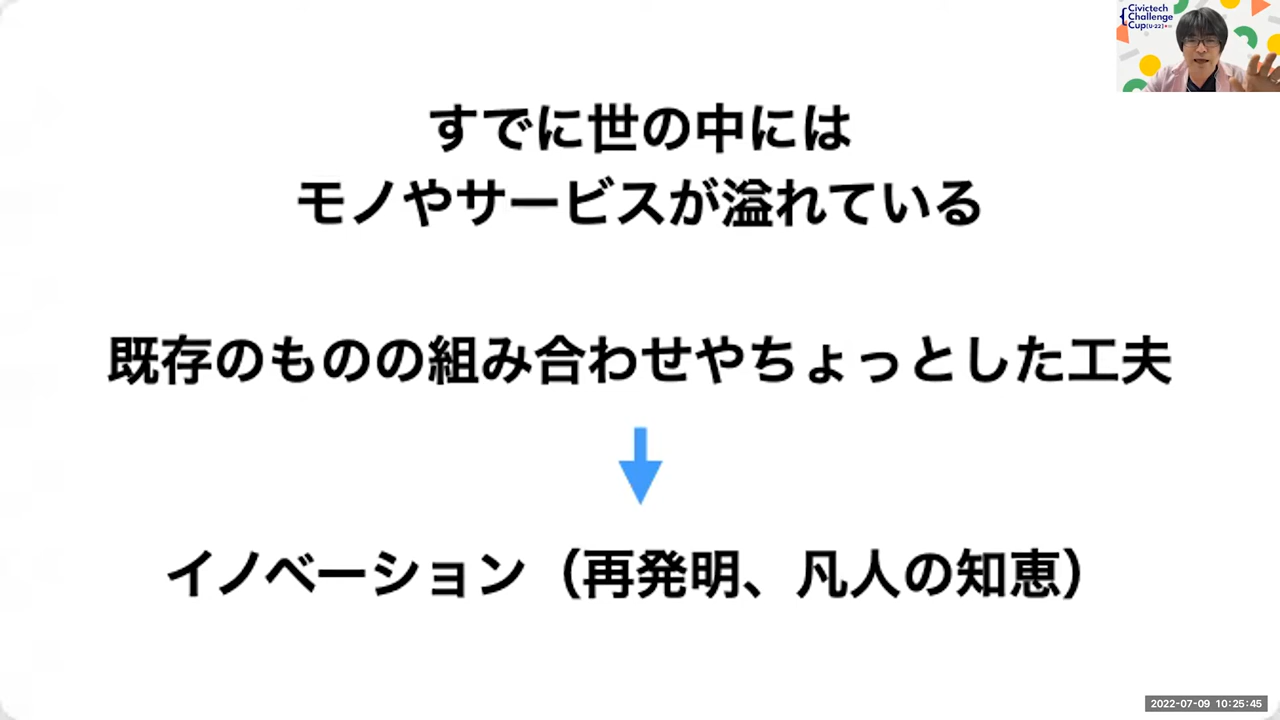 Civictech
Challenge
Cup[U-22]
すでに世の中には
モノやサービスが溢れている
既存のものの組み合わせやちょっとした工夫
イノベーション（再発明、凡人の知恵）
2022-07-09 10:25:45